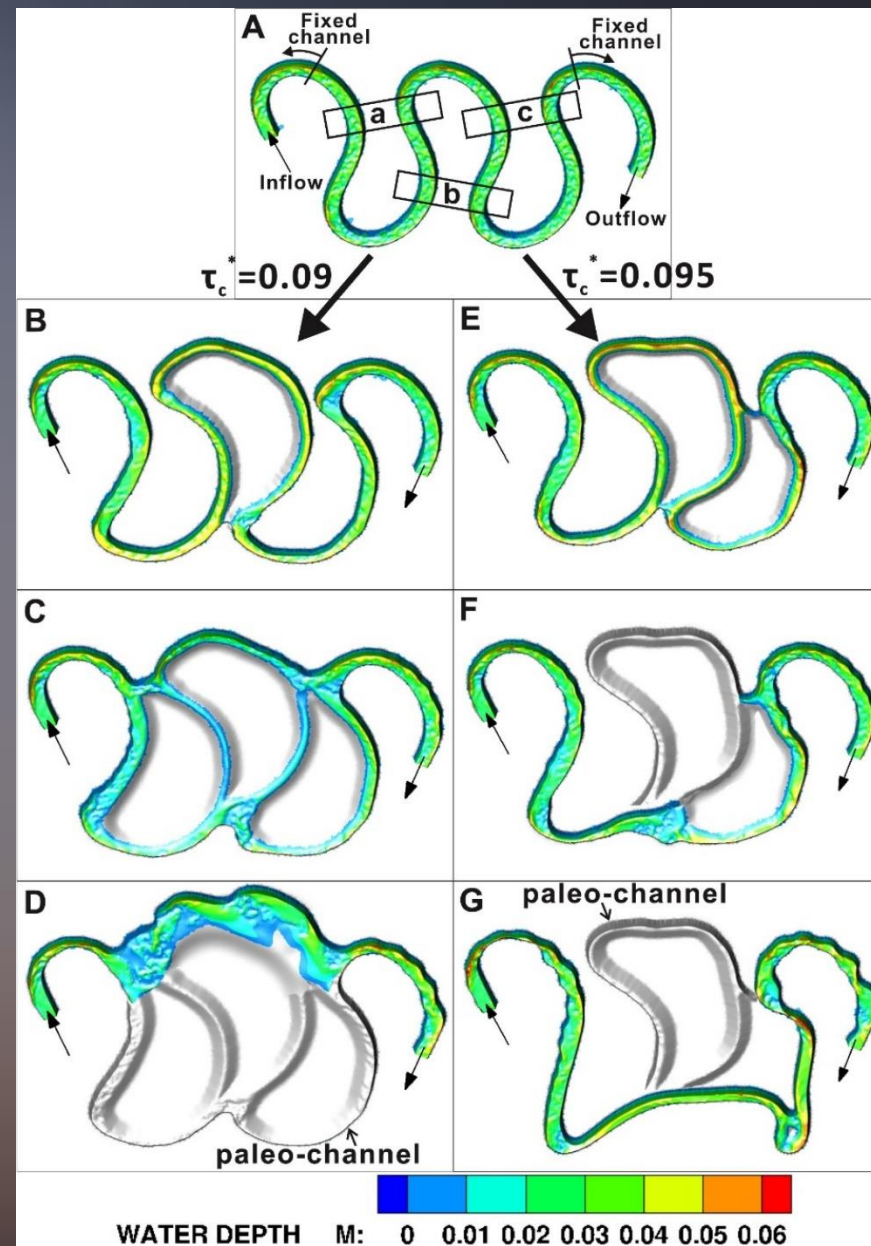 A
Fixed
channel
Fixed
channel
a
c
b
Inflow
Outflow
τc*=0.09
τc*=0.095
B
E
C
F
D
G
paleo-channel
paleo-channel
WATER DEPTH M: 0 0.01 0.02 0.03 0.04 0.05 0.06